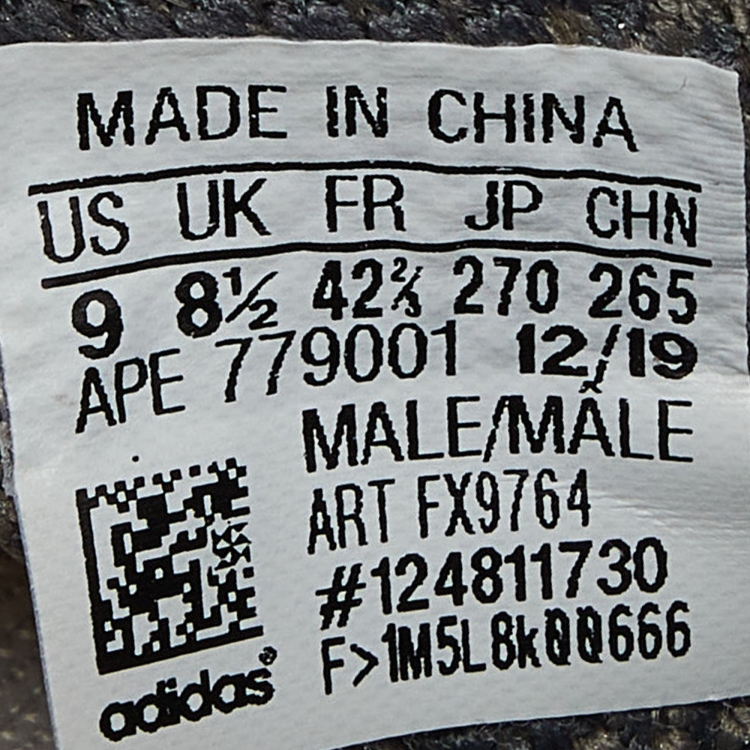 MADE IN CHINA
US UK FR JP CHN
9 8½ 42⅔ 270 265
APE 779001 12/19
MALE/MÂLE
ART FX9764
#124811730
F>1M5L8k00666
adidas®